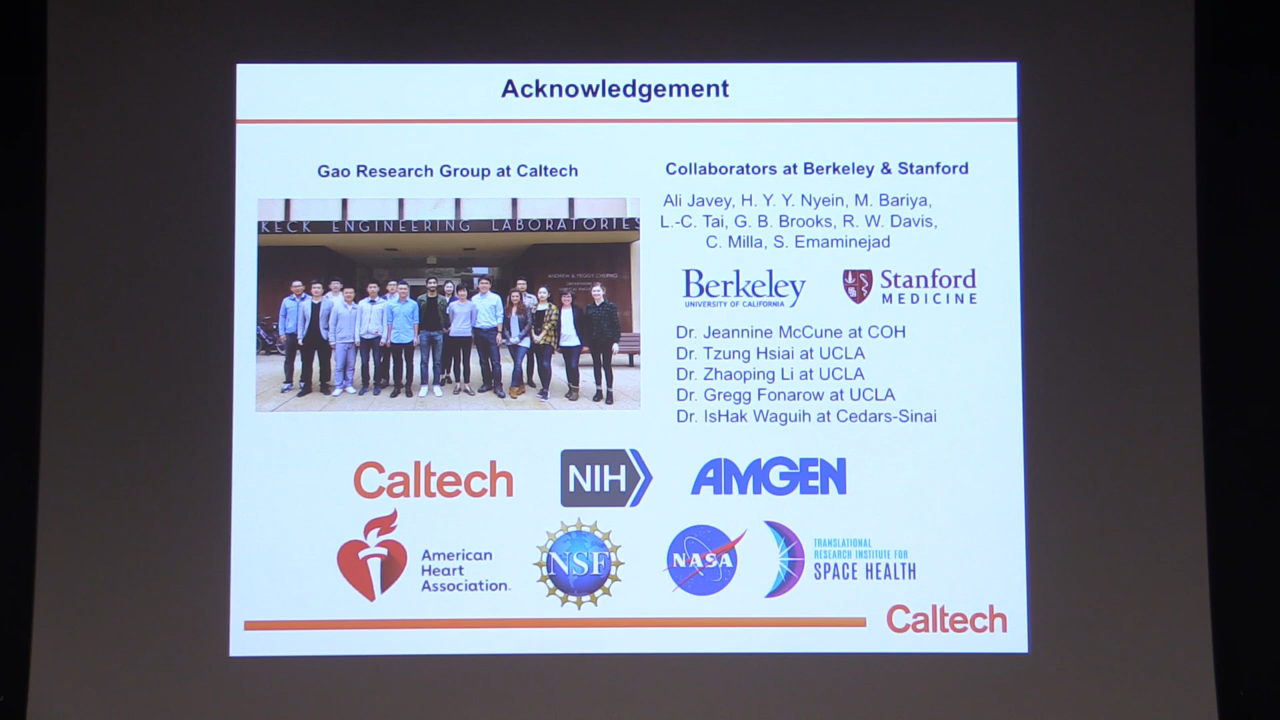 Acknowledgement
Gao Research Group at Caltech
KECK ENGINEERING LABORATORIES
Collaborators at Berkeley & Stanford
Ali Javey, H. Y. Y. Nyein, M. Bariya,
L.-C. Tai, G. B. Brooks, R. W. Davis,
C. Milla, S. Emaminejad
Berkeley
UNIVERSITY OF CALIFORNIA
Stanford
MEDICINE
Dr. Jeannine McCune at COH
Dr. Tzung Hsiai at UCLA
Dr. Zhaoping Li at UCLA
Dr. Gregg Fonarow at UCLA
Dr. IsHak Waguih at Cedars-Sinai
Caltech
NIH
AMGEN
American
Heart
Association.
NSF
NASA
TRANSLATIONAL
RESEARCH INSTITUTE FOR
SPACE HEALTH
Caltech